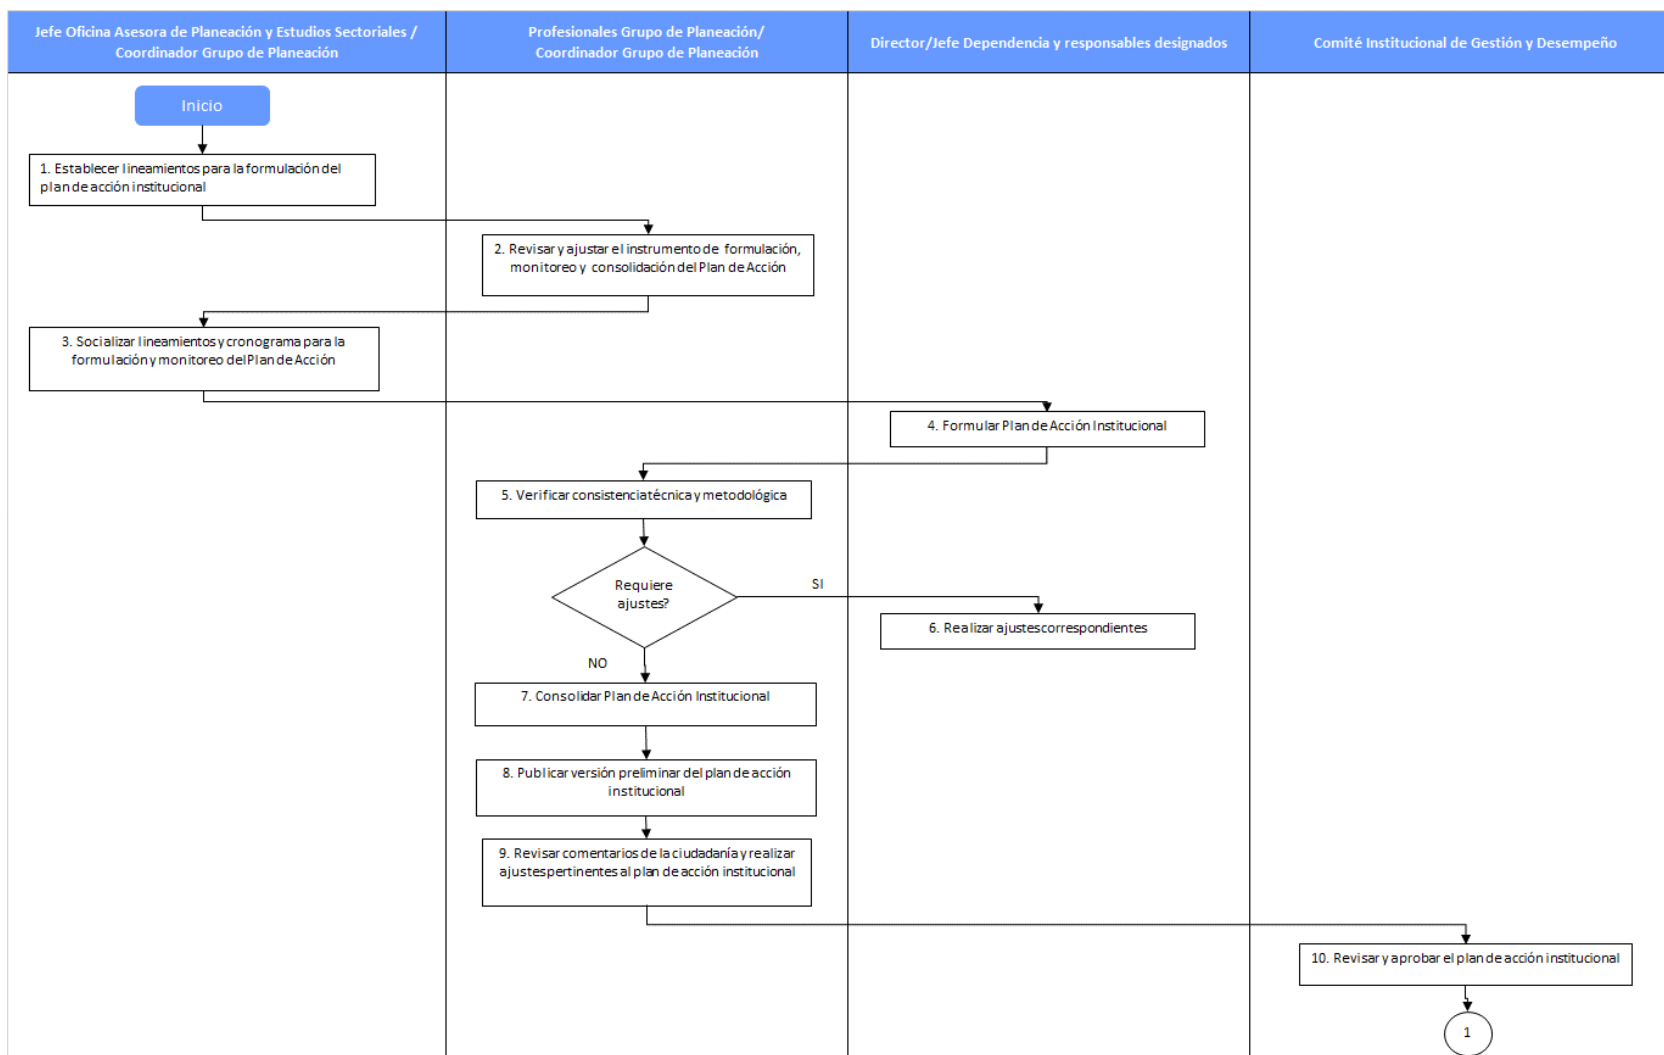 Jefe Oficina Asesora de Planeación y Estudios Sectoriales /
Coordinador Grupo de Planeación
Profesionales Grupo de Planeación/
Coordinador Grupo de Planeación
Director/Jefe Dependencia y responsables designados
Comité Institucional de Gestión y Desempeño
Inicio
1. Establecer lineamientos para la formulación del
plan de acción institucional
2. Revisar y ajustar el instrumento de formulación,
monitoreo y consolidación del Plan de Acción
3. Socializar lineamientos y cronograma para la
formulación y monitoreo del Plan de Acción
4. Formular Plan de Acción Institucional
5. Verificar consistencia técnica y metodológica
Requiere
ajustes?
SI
6. Realizar ajustes correspondientes
NO
7. Consolidar Plan de Acción Institucional
8. Publicar versión preliminar del plan de acción
institucional
9. Revisar comentarios de la ciudadanía y realizar
ajustes pertinentes al plan de acción institucional
10. Revisar y aprobar el plan de acción institucional
1